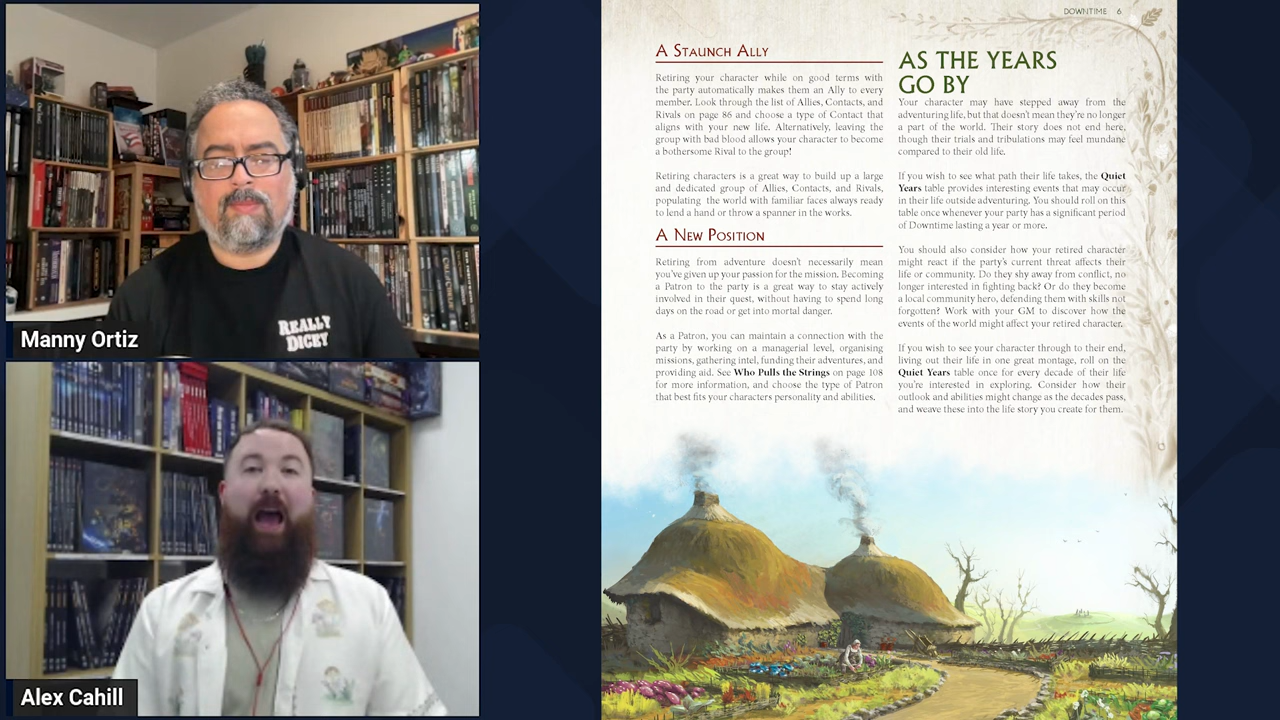 Manny Ortiz
REALLY
DICEY
Alex Cahill
DOWNTIME 6
A STAUNCH ALLY
Retiring your character while on good terms with
the party automatically makes them an Ally to every
member. Look through the list of Allies, Contacts, and
Rivals on page 86 and choose a type of Contact that
aligns with your new life. Alternatively, leaving the
group with bad blood allows your character to become
a bothersome Rival to the group!
Retiring characters is a great way to build up a large
and dedicated group of Allies, Contacts, and Rivals,
populating the world with familiar faces always ready
to lend a hand or throw a spanner in the works.
A NEW POSITION
Retiring from adventure doesn't necessarily mean
you've given up your passion for the mission. Becoming
a Patron to the party is a great way to stay actively
involved in their quest, without having to spend long
days on the road or get into mortal danger.
As a Patron, you can maintain a connection with the
party by working on a managerial level, organising
missions, gathering intel, funding their adventures, and
providing aid. See Who Pulls the Strings on page 108
for more information, and choose the type of Patron
that best fits your characters personality and abilities.
AS THE YEARS
GO BY
Your character may have stepped away from the
adventuring life, but that doesn't mean they're no longer
a part of the world. Their story does not end here,
though their trials and tribulations may feel mundane
compared to their old life.
If you wish to see what path their life takes, the Quiet
Years table provides interesting events that may occur
in their life outside adventuring. You should roll on this
table once whenever your party has a significant period
of Downtime lasting a year or more.
You should also consider how your retired character
might react if the party's current threat affects their
life or community. Do they shy away from conflict, no
longer interested in fighting back? Or do they become
a local community hero, defending them with skills not
forgotten? Work with your GM to discover how the
events of the world might affect your retired character.
If you wish to see your character through to their end,
living out their life in one great montage, roll on the
Quiet Years table once for every decade of their life
you're interested in exploring. Consider how their
outlook and abilities might change as the decades pass,
and weave these into the life story you create for them.